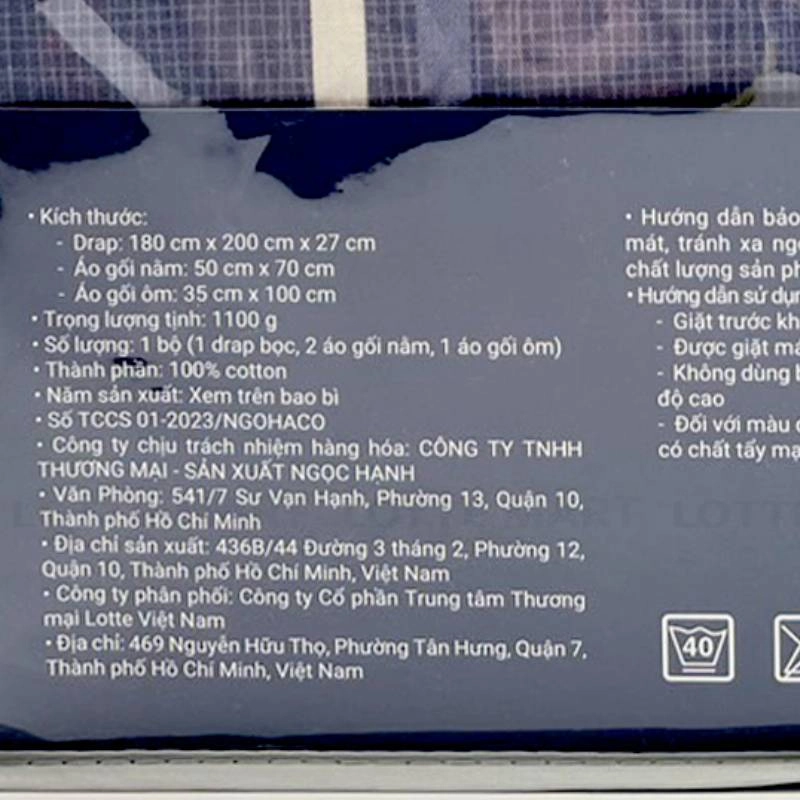 • Kích thước:
- Drap: 180 cm x 200 cm x 27 cm
- Áo gối nằm: 50 cm x 70 cm
- Áo gối ôm: 35 cm x 100 cm
• Trọng lượng tịnh: 1100 g
• Số lượng: 1 bộ (1 drap bọc, 2 áo gối nằm, 1 áo gối ôm)
• Thành phần: 100% cotton
• Năm sản xuất: Xem trên bao bì
• Số TCCS 01-2023/NGOHACO
• Công ty chịu trách nhiệm hàng hóa: CÔNG TY TNHH
THƯƠNG MẠI - SẢN XUẤT NGỌC HẠNH
• Văn Phòng: 541/7 Sư Vạn Hạnh, Phường 13, Quận 10,
Thành phố Hồ Chí Minh
• Địa chỉ sản xuất: 436B/44 Đường 3 tháng 2, Phường 12,
Quận 10, Thành phố Hồ Chí Minh, Việt Nam
• Công ty phân phối: Công ty Cổ phần Trung tâm Thương
mại Lotte Việt Nam
• Địa chỉ: 469 Nguyễn Hữu Thọ, Phường Tân Hưng, Quận 7,
Thành phố Hồ Chí Minh, Việt Nam
• Hướng dẫn bảo
mát, tránh xa
chất lượng sản
• Hướng dẫn sử
- Giặt trước
- Được giặt
- Không dùng
độ cao
- Đối với màu
có chất tẩy
40